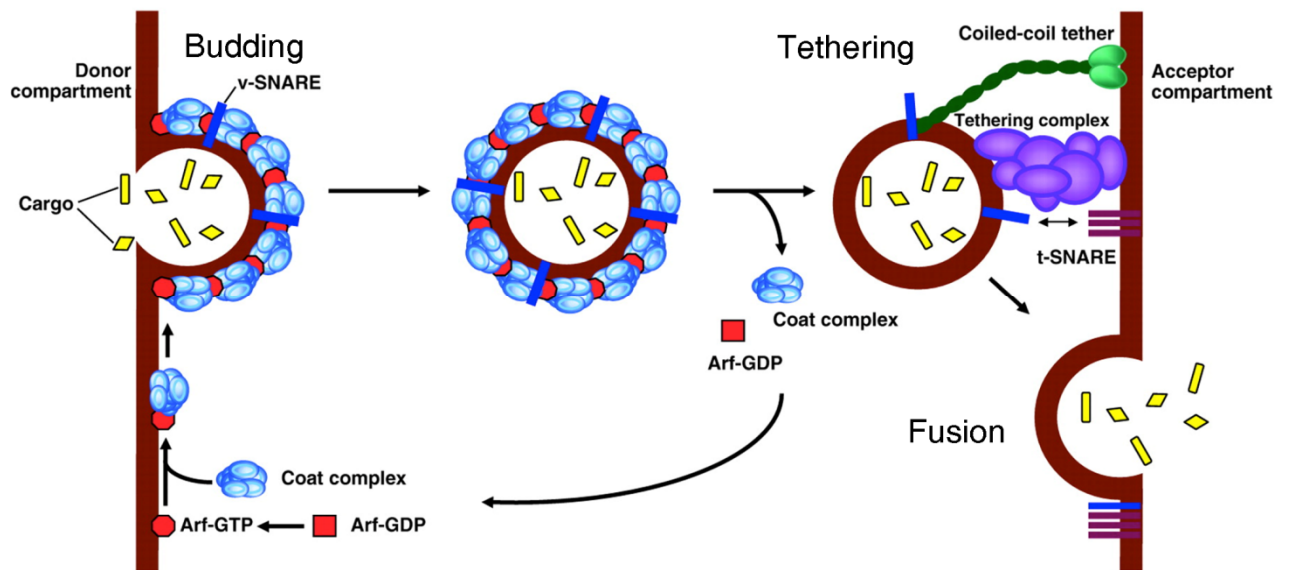 Budding
Donor
compartment
v-SNARE
Cargo
Tethering
Coiled-coil tether
Acceptor
compartment
Tethering complex
t-SNARE
Coat complex
Arf-GDP
Fusion
Coat complex
Arf-GTP
Arf-GDP